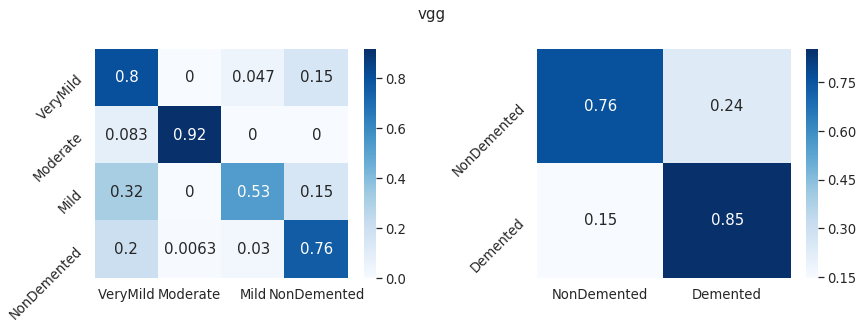 vgg
VeryMild 0.8 0 0.047 0.15
Moderate 0.083 0.92 0 0
Mild 0.32 0 0.53 0.15
NonDemented 0.2 0.0063 0.03 0.76
VeryMild Moderate Mild NonDemented
0.8
0.6
0.4
0.2
0.0
NonDemented 0.76 0.24
Demented 0.15 0.85
NonDemented Demented
0.75
0.60
0.45
0.30
0.15